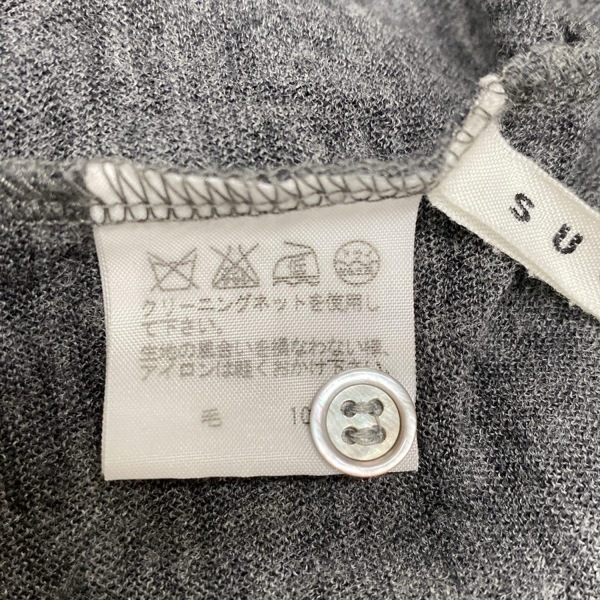 SU
クリーニングネットを使用し
て下さい。
生地の風合いを損なわない様、
アイロンは軽くおかけ下さい。
毛 10